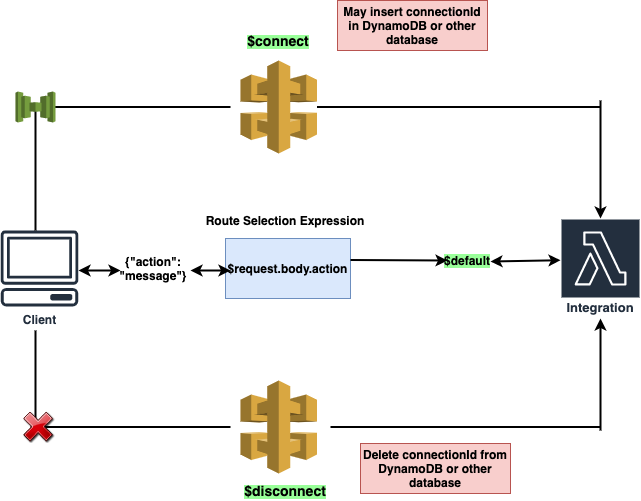 May insert connectionId
in DynamoDB or other
database
$connect
Route Selection Expression
{"action":
"message"}
$request.body.action
$default
Client
Integration
Delete connectionId from
DynamoDB or other
database
$disconnect